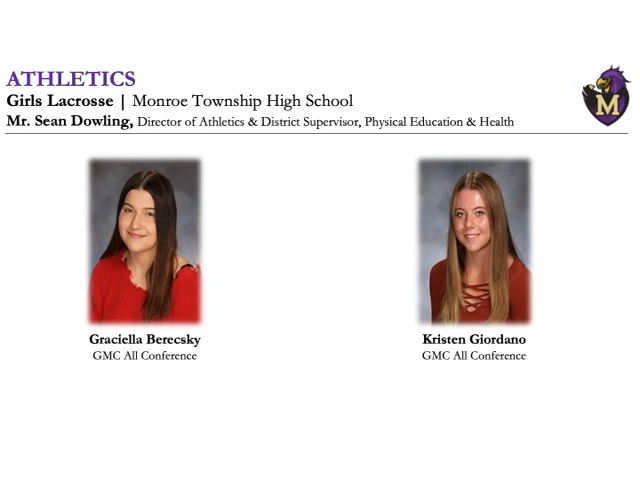 ATHLETICS
Girls Lacrosse | Monroe Township High School
Mr. Sean Dowling, Director of Athletics & District Supervisor, Physical Education & Health
M
Graciella Berecsky
GMC All Conference
Kristen Giordano
GMC All Conference